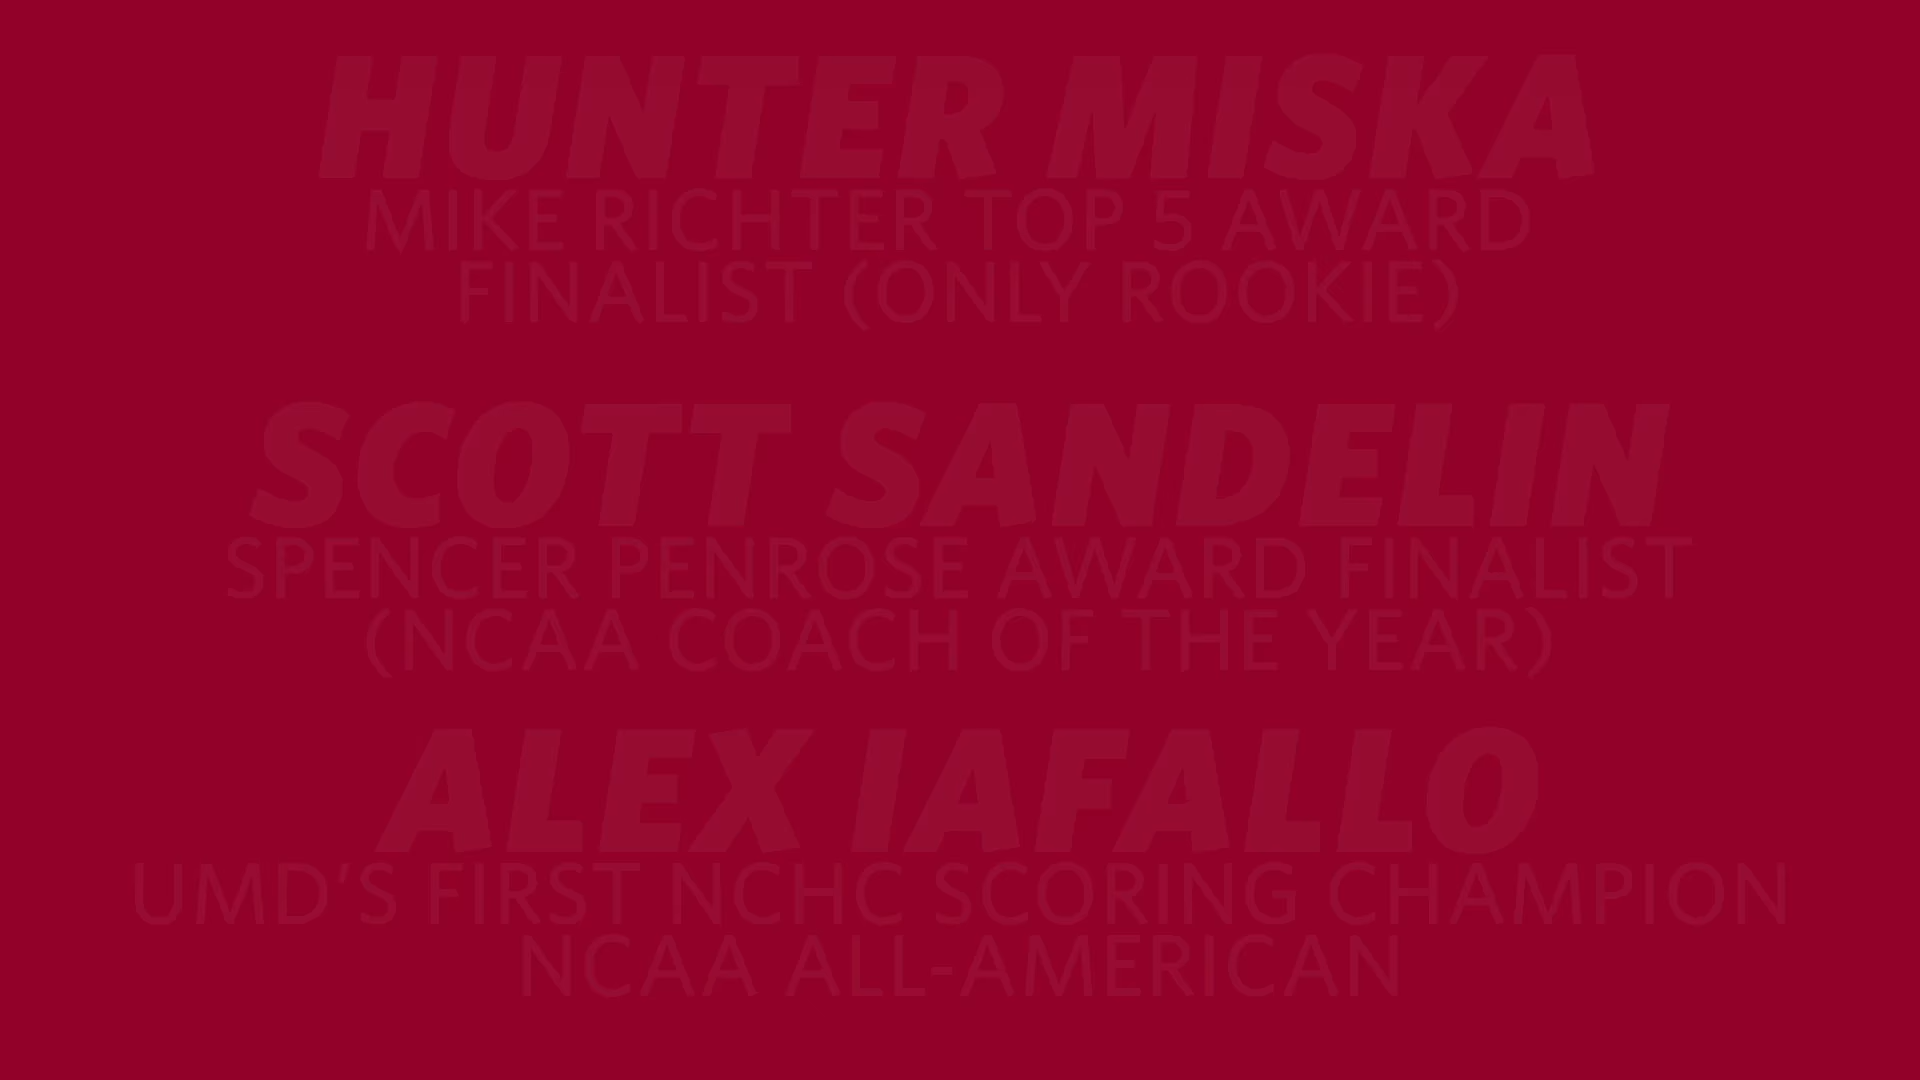 HUNTER MISKA
MIKE RICHTER TOP 5 AWARD
FINALIST (ONLY ROOKIE)
SCOTT SANDELIN
SPENCER PENROSE AWARD FINALIST
(NCAA COACH OF THE YEAR)
ALEX IAFALLO
UMD'S FIRST NCHC SCORING CHAMPION
NCAA ALL-AMERICAN